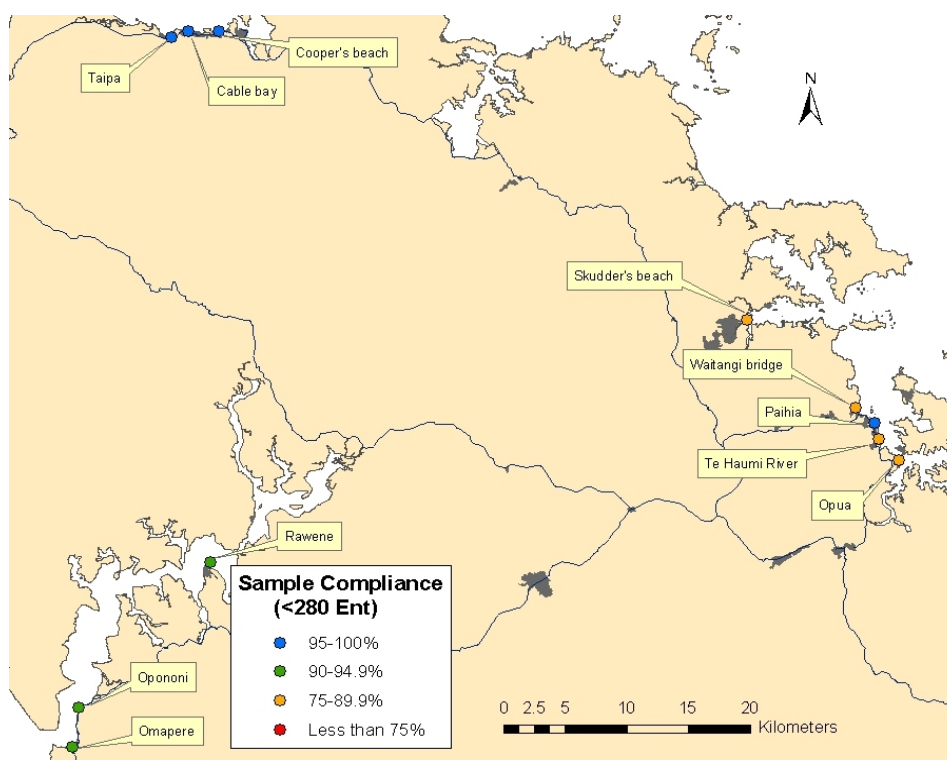 Cooper's beach
Taipa
Cable bay
N
Skudder's beach
Waitangi bridge
Paihia
Te Haumi River
Opua
Rawene
Opononi
Omapere
Sample Compliance
(<280 Ent)
95-100%
90-94.9%
75-89.9%
Less than 75%
0 2.5 5 10 15 20
Kilometers